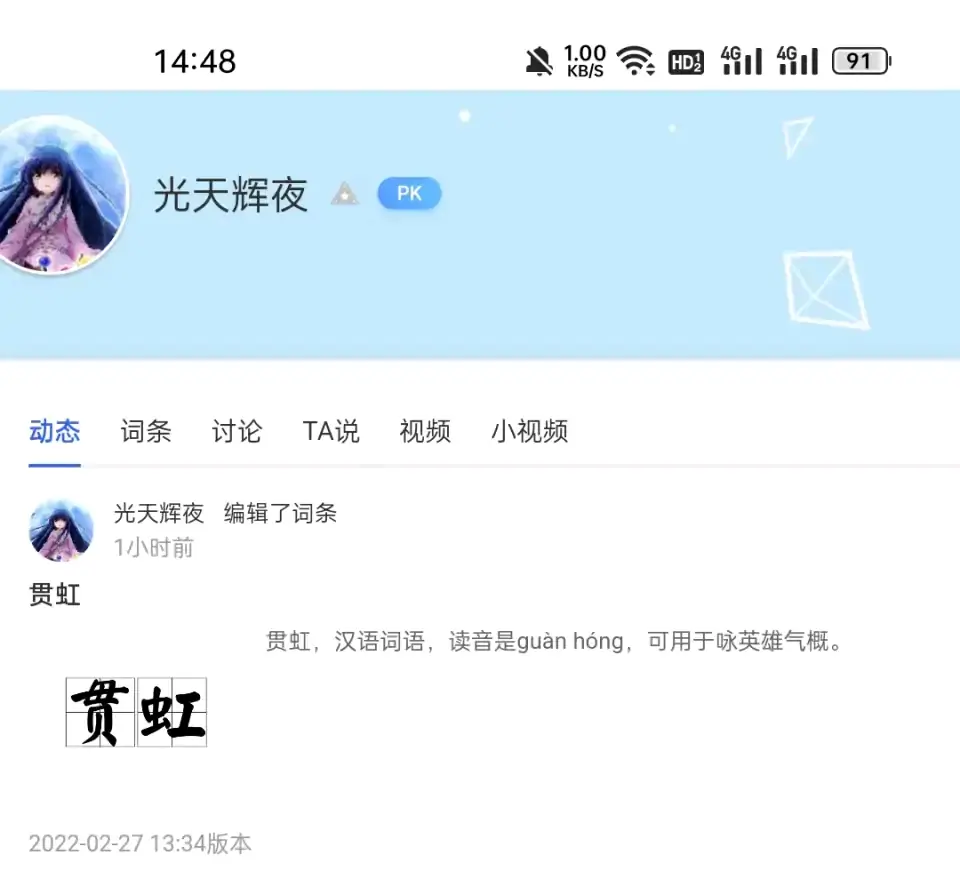 14:48 1.00 KB/S HD 1 2 4G 4G 91
光天辉夜 PK
动态 词条 讨论 TA说 视频 小视频
光天辉夜 编辑了词条
1小时前
贯虹
贯虹，汉语词语，读音是guàn hóng，可用于咏英雄气概。
贯虹
2022-02-27 13:34版本